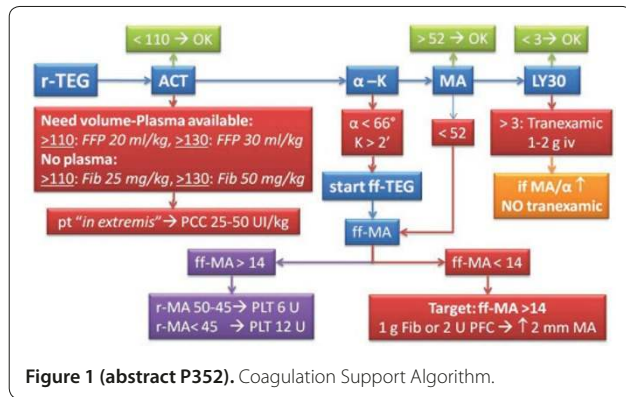 < 110 → OK
> 52 → OK
< 3 → OK
r-TEG
ACT
α –K
MA
LY30
Need volume-Plasma available:
>110: FFP 20 ml/kg, >130: FFP 30 ml/kg
No plasma:
>110: Fib 25 mg/kg, >130: Fib 50 mg/kg
α < 66°
K > 2'
< 52
> 3: Tranexamic
1-2 g iv
start ff-TEG
if MA/α ↑
NO tranexamic
pt "in extremis" → PCC 25-50 UI/kg
ff-MA
ff-MA > 14
ff-MA < 14
r-MA 50-45 → PLT 6 U
r-MA< 45 → PLT 12 U
Target: ff-MA >14
1 g Fib or 2 U PFC → ↑ 2 mm MA
Figure 1 (abstract P352). Coagulation Support Algorithm.